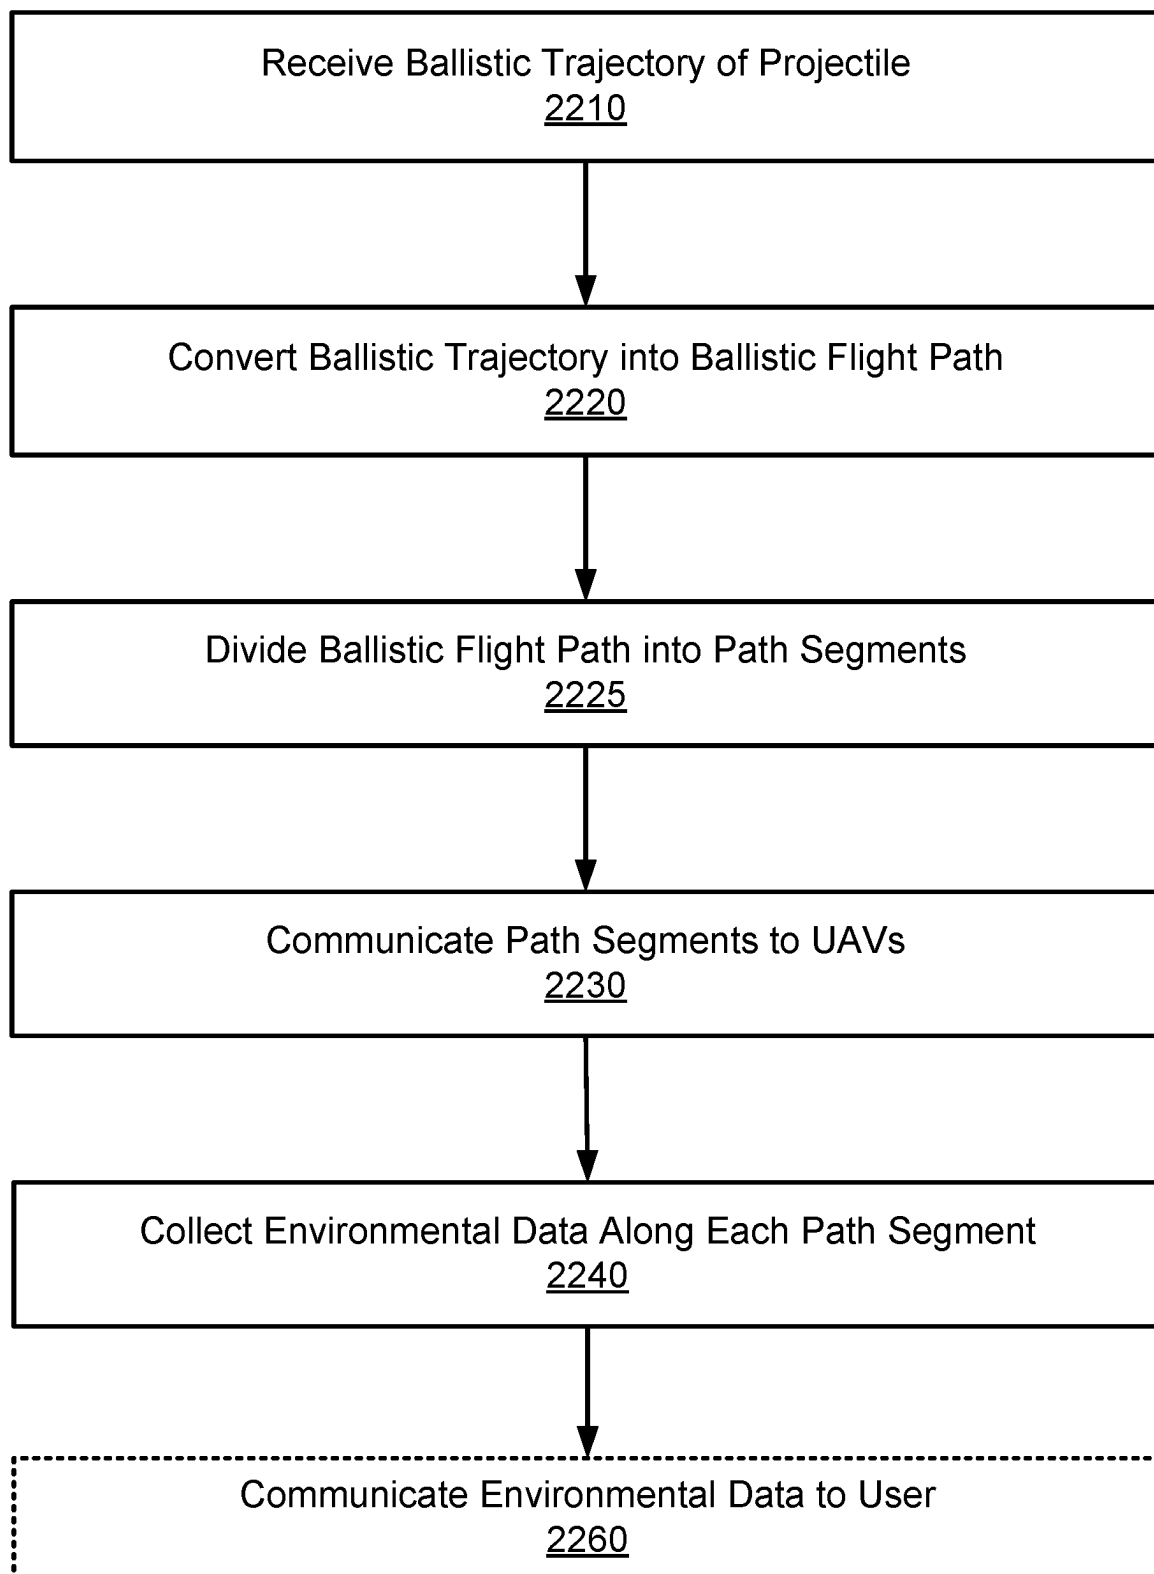 Receive Ballistic Trajectory of Projectile
2210
Convert Ballistic Trajectory into Ballistic Flight Path
2220
Divide Ballistic Flight Path into Path Segments
2225
Communicate Path Segments to UAVs
2230
Collect Environmental Data Along Each Path Segment
2240
Communicate Environmental Data to User
2260